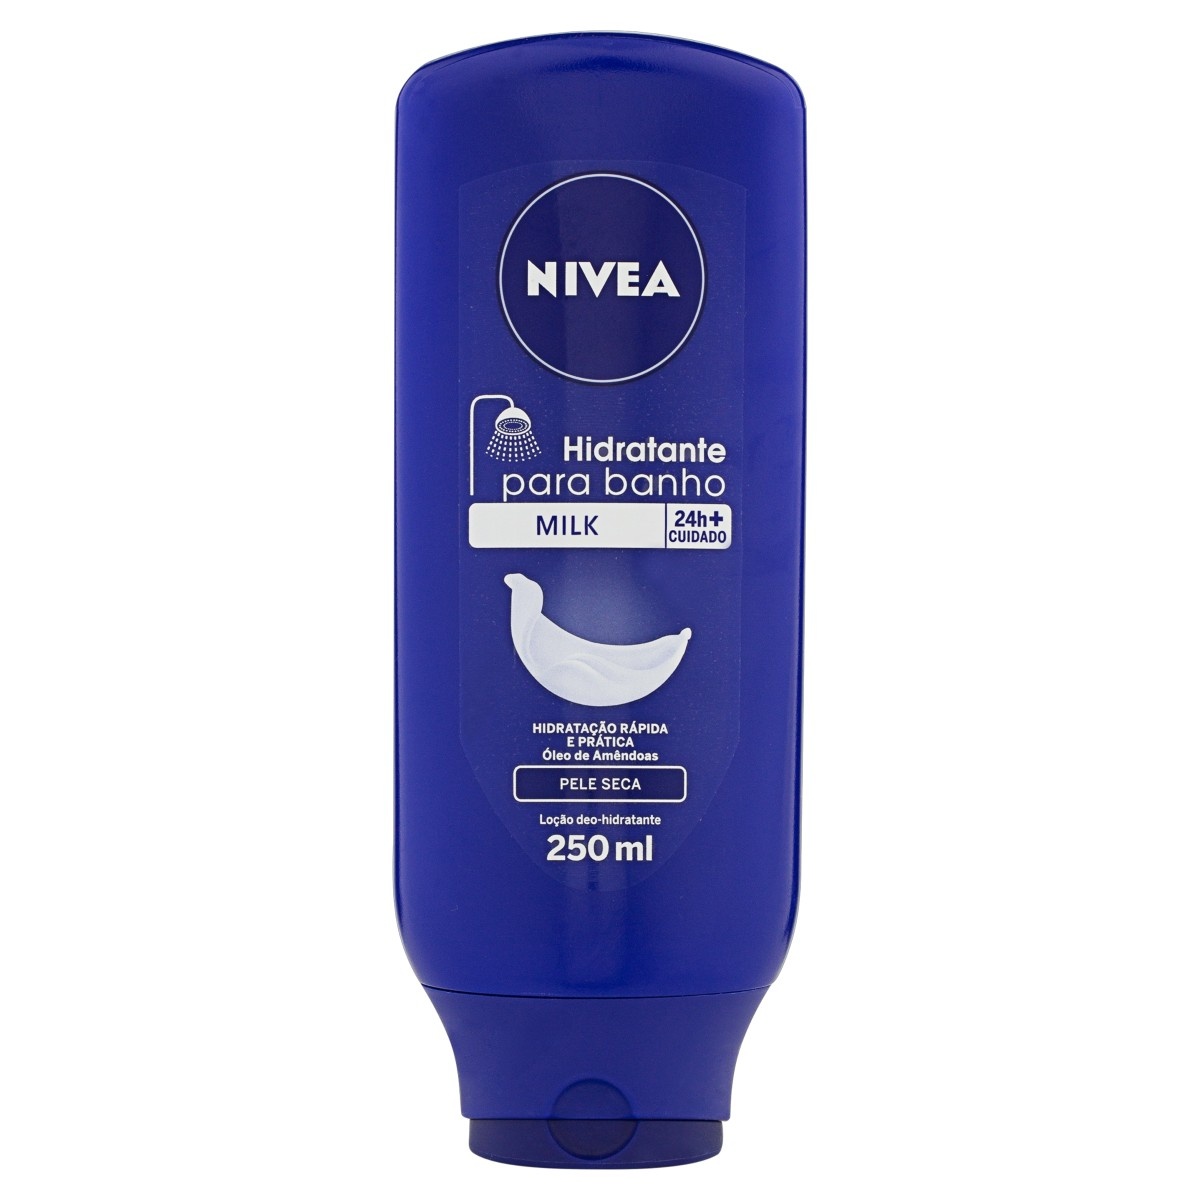 NIVEA
Hidratante
para banho
MILK
24h+
CUIDADO
HIDRATAÇÃO RÁPIDA
E PRÁTICA
Óleo de Amêndoas
PELE SECA
Loção deo-hidratante
250 ml